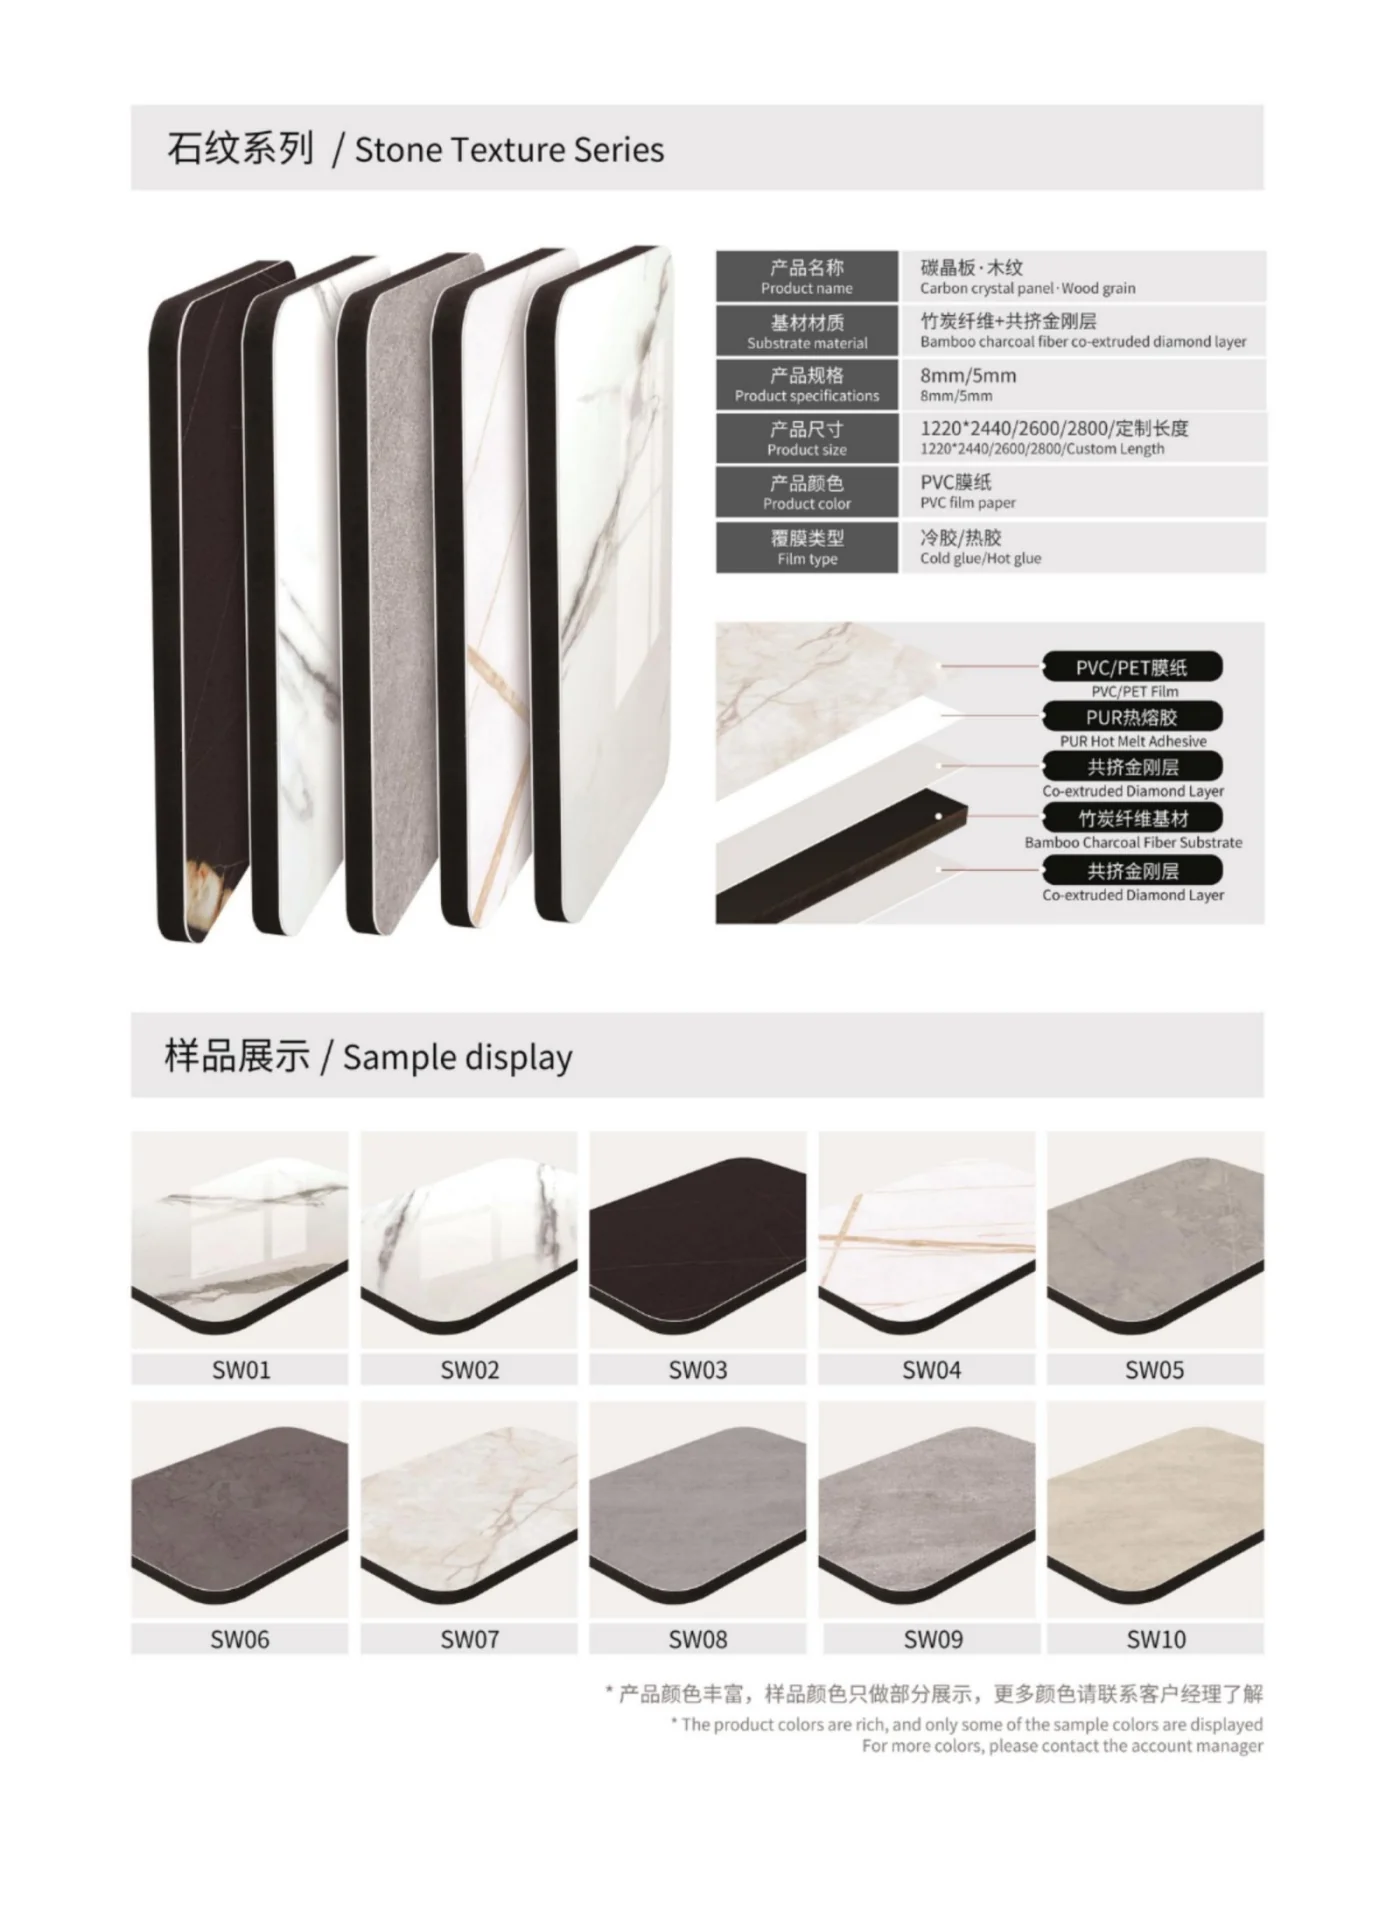 石纹系列 / Stone Texture Series
产品名称
Product name
碳晶板·木纹
Carbon crystal panel·Wood grain
基材材质
Substrate material
竹炭纤维+共挤金刚层
Bamboo charcoal fiber co-extruded diamond layer
产品规格
Product specifications
8mm/5mm
8mm/5mm
产品尺寸
Product size
1220*2440/2600/2800/定制长度
1220*2440/2600/2800/Custom Length
产品颜色
Product color
PVC膜纸
PVC film paper
覆膜类型
Film type
冷胶/热胶
Cold glue/Hot glue
PVC/PET膜纸
PVC/PET Film
PUR热熔胶
PUR Hot Melt Adhesive
共挤金刚层
Co-extruded Diamond Layer
竹炭纤维基材
Bamboo Charcoal Fiber Substrate
共挤金刚层
Co-extruded Diamond Layer
样品展示 / Sample display
SW01
SW02
SW03
SW04
SW05
SW06
SW07
SW08
SW09
SW10
* 产品颜色丰富，样品颜色只做部分展示，更多颜色请联系客户经理了解
* The product colors are rich, and only some of the sample colors are displayed
For more colors, please contact the account manager